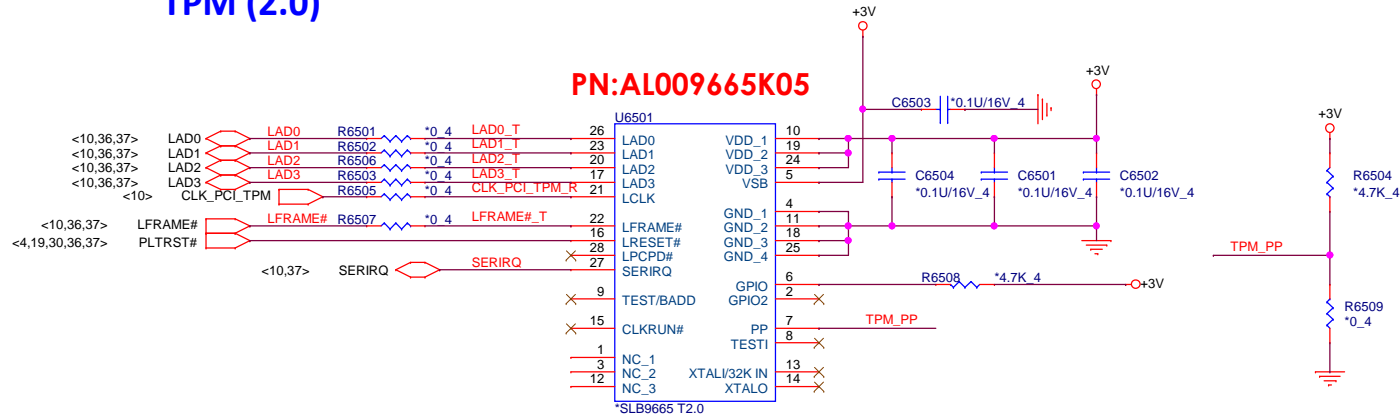 TPM (2.0)
PN:AL009665K05
+3V
+3V
+3V
+3V
C6503 *0.1U/16V_4
U6501
<10,36,37> LAD0 LAD0 R6501 *0_4 LAD0_T 26 LAD0
<10,36,37> LAD1 LAD1 R6502 *0_4 LAD1_T 23 LAD1
<10,36,37> LAD2 LAD2 R6506 *0_4 LAD2_T 20 LAD2
<10,36,37> LAD3 LAD3 R6503 *0_4 LAD3_T 17 LAD3
<10> CLK_PCI_TPM R6505 *0_4 CLK_PCI_TPM_R 21 LCLK
<10,36,37> LFRAME# LFRAME# R6507 *0_4 LFRAME#_T 22 LFRAME#
<4,19,30,36,37> PLTRST# 16 LRESET#
28 LPCPD#
<10,37> SERIRQ SERIRQ 27 SERIRQ
9 TEST/BADD
15 CLKRUN#
1 NC_1
3 NC_2
12 NC_3
VDD_1 10
VDD_2 19
VDD_3 24
VSB 5
GND_1 4
GND_2 11
GND_3 18
GND_4 25
GPIO 6
GPIO2 2
PP 7 TPM_PP
TESTI 8
XTALI/32K IN 13
XTALO 14
*SLB9665 T2.0
C6504 *0.1U/16V_4
C6501 *0.1U/16V_4
C6502 *0.1U/16V_4
R6508 *4.7K_4
R6504 *4.7K_4
TPM_PP
R6509 *0_4